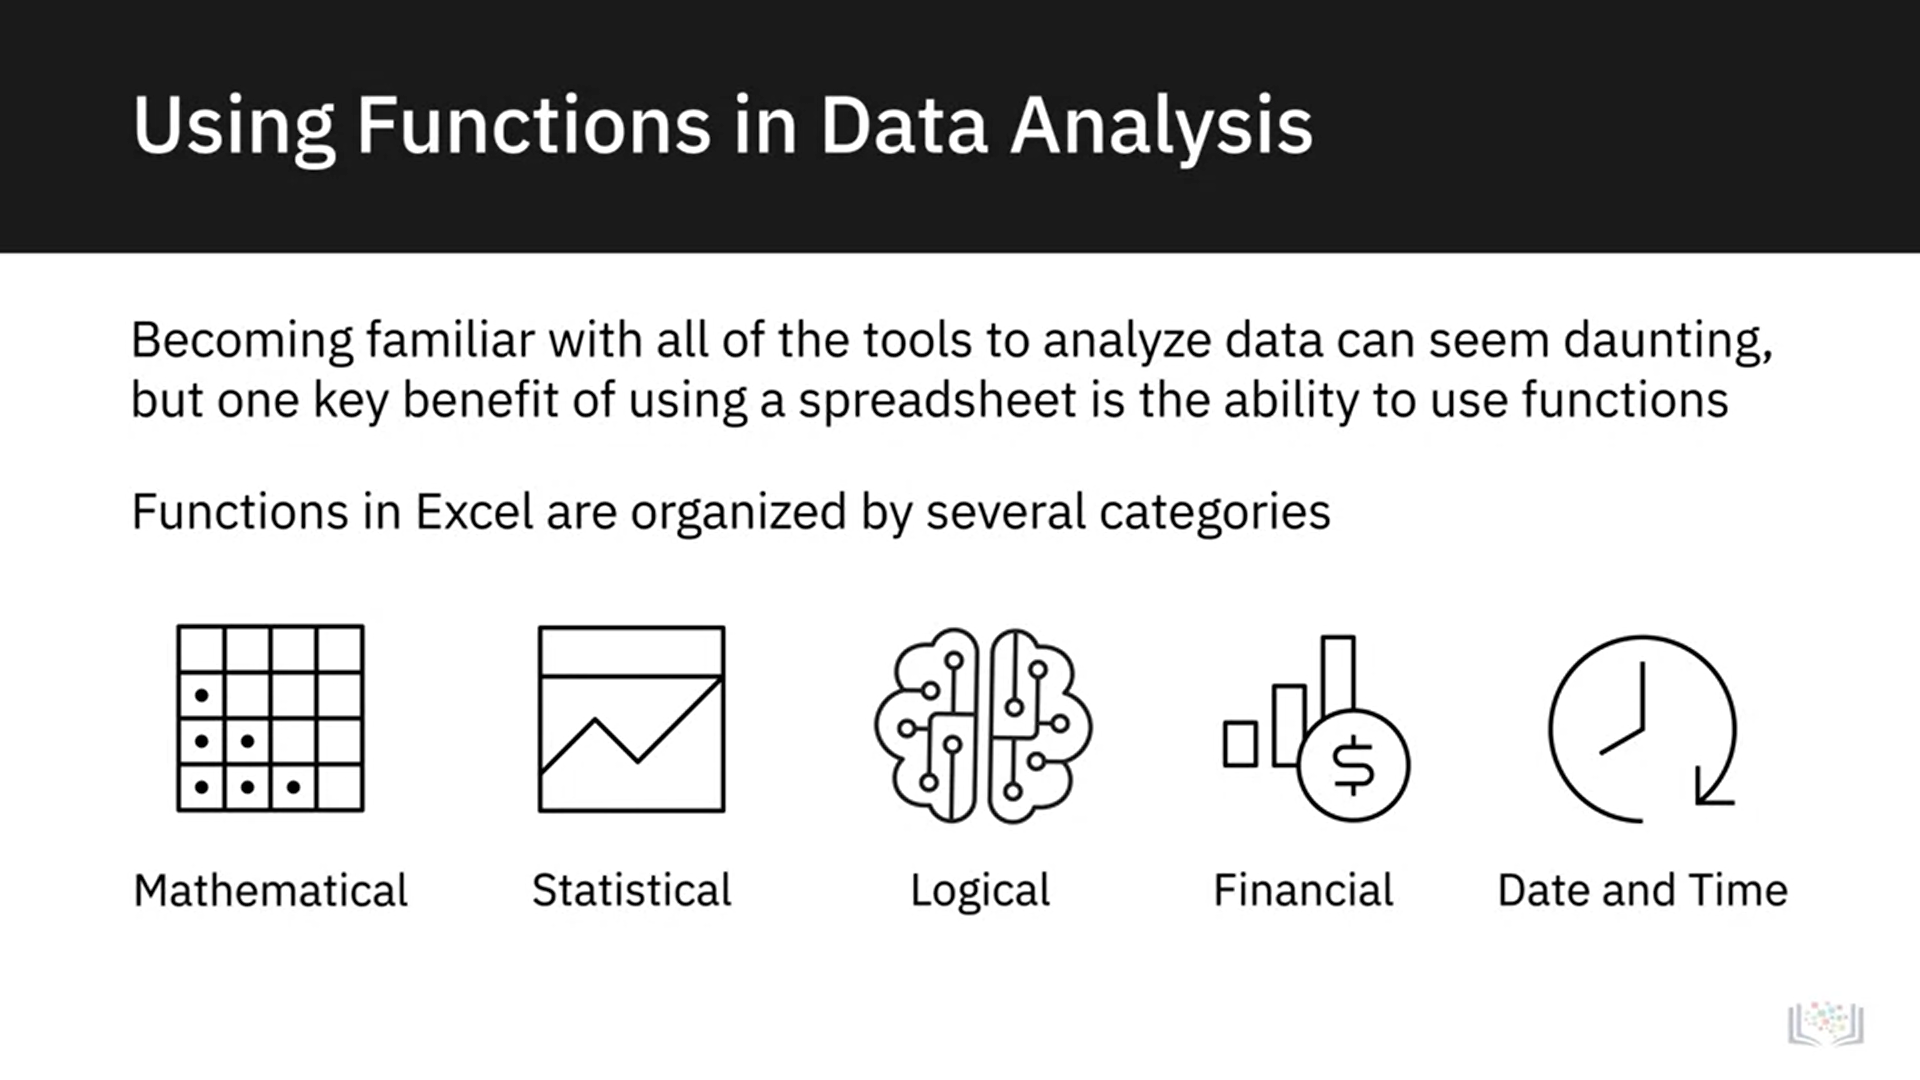 Using Functions in Data Analysis
Becoming familiar with all of the tools to analyze data can seem daunting,
but one key benefit of using a spreadsheet is the ability to use functions
Functions in Excel are organized by several categories
$
Mathematical
Statistical
Logical
Financial
Date and Time